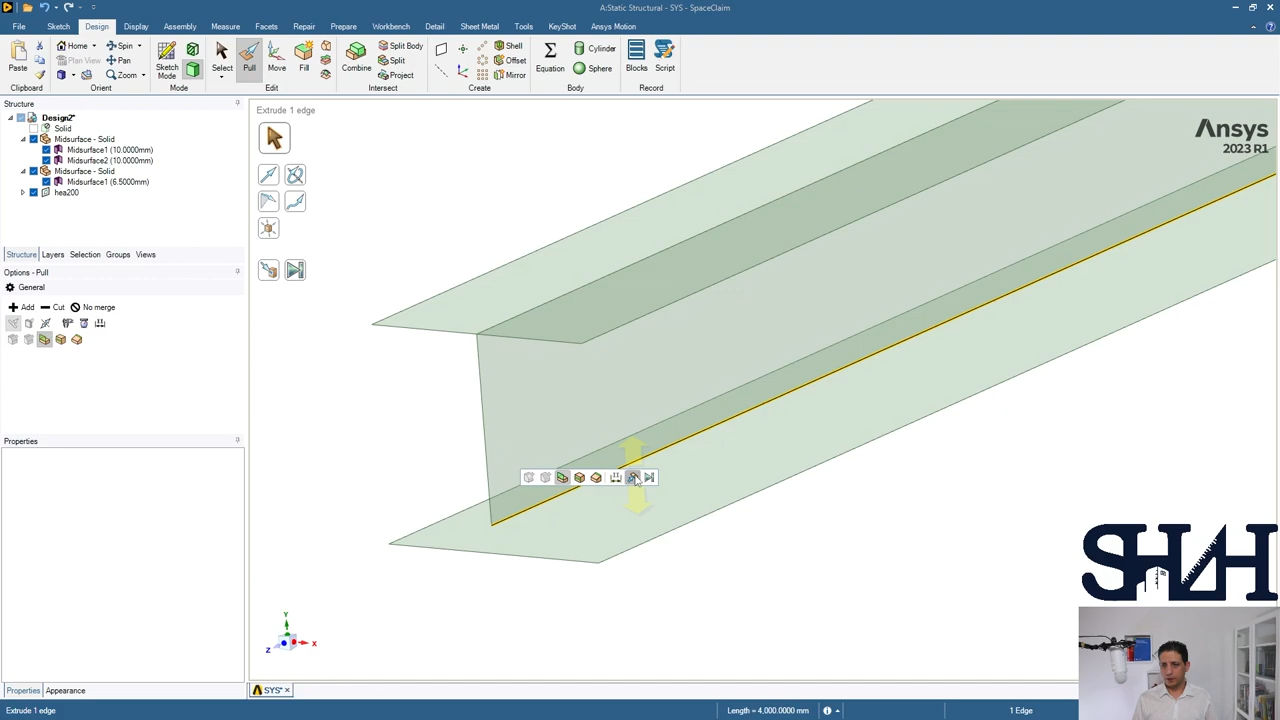 A:Static Structural - SYS - SpaceClaim
File Sketch Design Display Assembly Measure Facets Repair Prepare Workbench Detail Sheet Metal Tools KeyShot Ansys Motion
Home Spin Split Body Shell Cylinder
Plan View Pan Split Offset Sphere
Zoom Project Mirror
Paste Sketch Mode Select Pull Move Fill Combine Equation Blocks Script
Clipboard Orient Mode Edit Intersect Create Body Record
Structure
Design2*
Solid
Midsurface - Solid
Midsurface1 (10.0000mm)
Midsurface2 (10.0000mm)
Midsurface - Solid
Midsurface1 (6.5000mm)
hea200
Structure Layers Selection Groups Views
Options - Pull
General
Add Cut No merge
Properties
Properties Appearance
Extrude 1 edge
Ansys
2023 R1
Y
X
Z
SHZH
SYS*
Extrude 1 edge
Length = 4,000.0000 mm
1 Edge